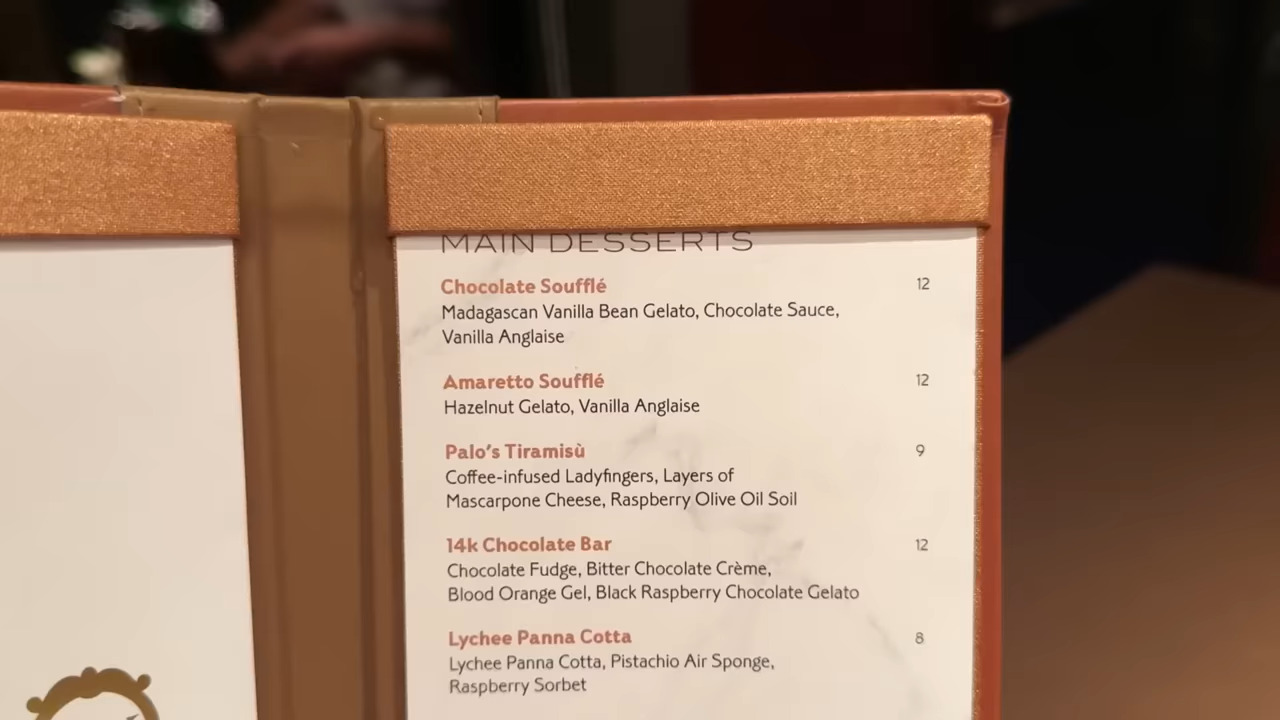 MAIN DESSERTS
Chocolate Soufflé 12
Madagascan Vanilla Bean Gelato, Chocolate Sauce,
Vanilla Anglaise
Amaretto Soufflé 12
Hazelnut Gelato, Vanilla Anglaise
Palo's Tiramisù 9
Coffee-infused Ladyfingers, Layers of
Mascarpone Cheese, Raspberry Olive Oil Soil
14k Chocolate Bar 12
Chocolate Fudge, Bitter Chocolate Crème,
Blood Orange Gel, Black Raspberry Chocolate Gelato
Lychee Panna Cotta 8
Lychee Panna Cotta, Pistachio Air Sponge,
Raspberry Sorbet